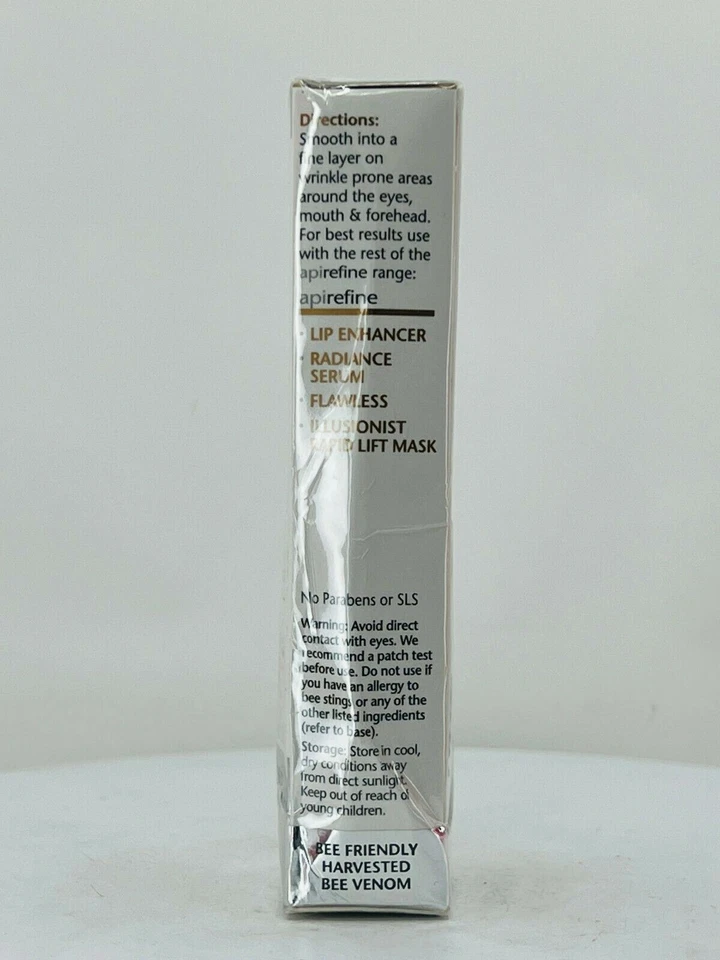 Directions:
Smooth into a
fine layer on
wrinkle prone areas
around the eyes,
mouth & forehead.
For best results use
with the rest of the
apirefine range:
apirefine
• LIP ENHANCER
• RADIANCE
SERUM
• FLAWLESS
• ILLUSIONIST
RAPID LIFT MASK
No Parabens or SLS
Warning: Avoid direct
contact with eyes. We
recommend a patch test
before use. Do not use if
you have an allergy to
bee stings or any of the
other listed ingredients
(refer to base).
Storage: Store in cool,
dry conditions away
from direct sunlight.
Keep out of reach of
young children.
BEE FRIENDLY
HARVESTED
BEE VENOM